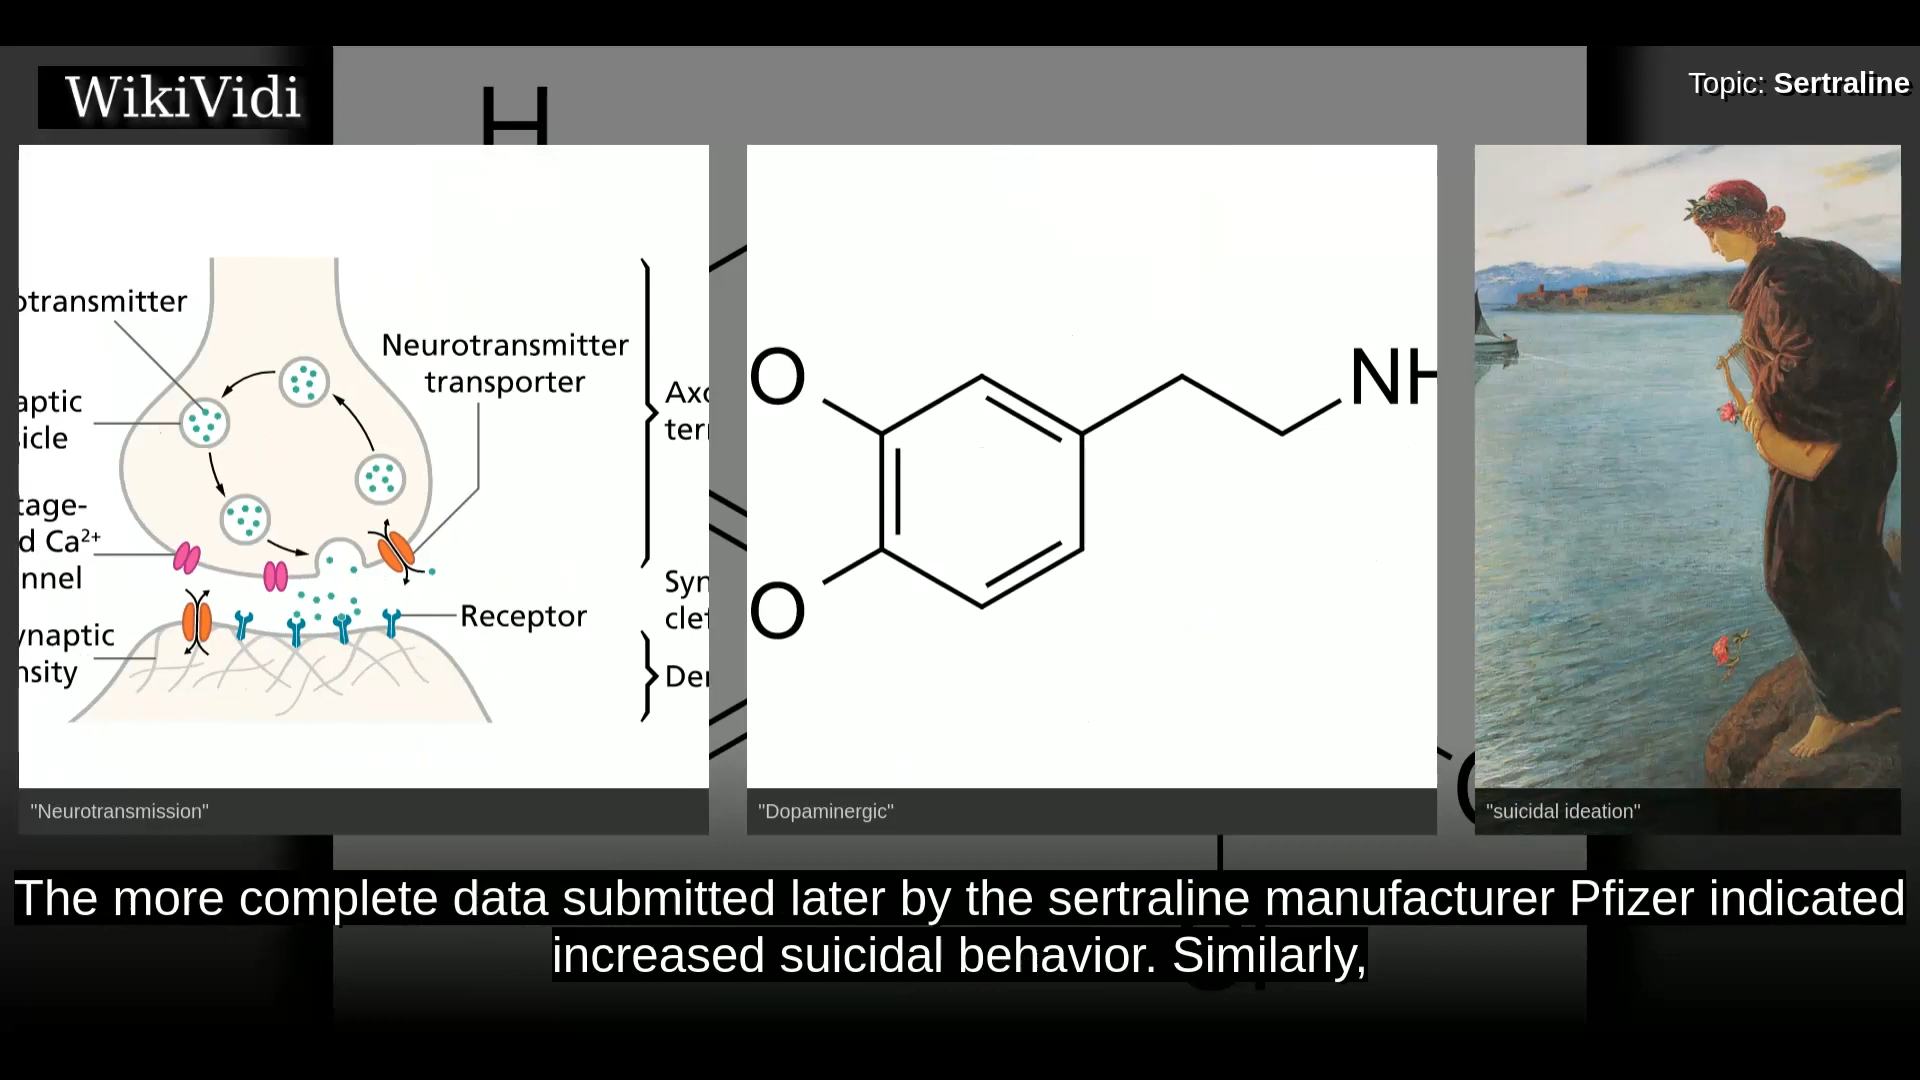 WikiVidi
Topic: Sertraline
H
otransmitter
Neurotransmitter
transporter
aptic
icle
Axo
ter
tage-
d Ca²⁺
nnel
Syn
clef
Receptor
ynaptic
nsity
Der
O
NH
O
"Neurotransmission"
"Dopaminergic"
"suicidal ideation"
The more complete data submitted later by the sertraline manufacturer Pfizer indicated
increased suicidal behavior. Similarly,